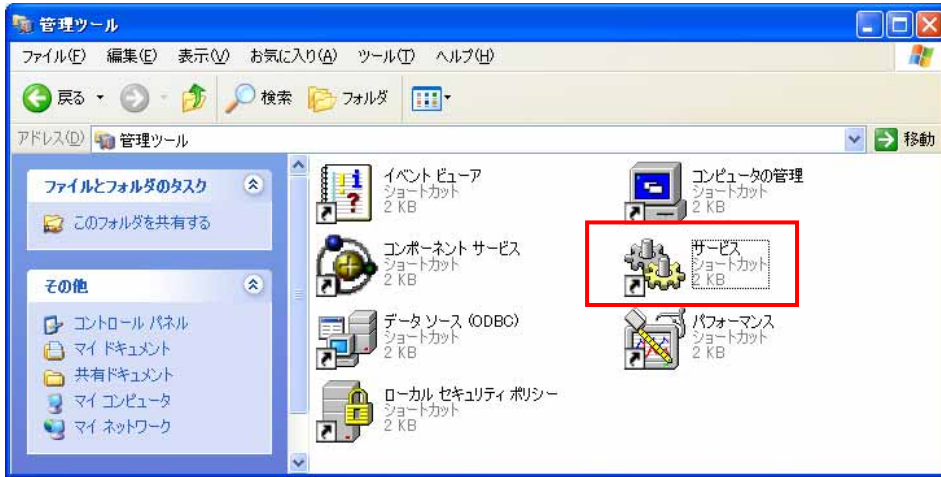 管理ツール
ファイル(F) 編集(E) 表示(V) お気に入り(A) ツール(T) ヘルプ(H)
戻る 検索 フォルダ
アドレス(D) 管理ツール 移動
ファイルとフォルダのタスク
このフォルダを共有する
その他
コントロール パネル
マイ ドキュメント
共有ドキュメント
マイ コンピュータ
マイ ネットワーク
イベント ビューア
ショートカット
2 KB
コンピュータの管理
ショートカット
2 KB
コンポーネント サービス
ショートカット
2 KB
サービス
ショートカット
2 KB
データ ソース (ODBC)
ショートカット
2 KB
パフォーマンス
ショートカット
2 KB
ローカル セキュリティ ポリシー
ショートカット
2 KB